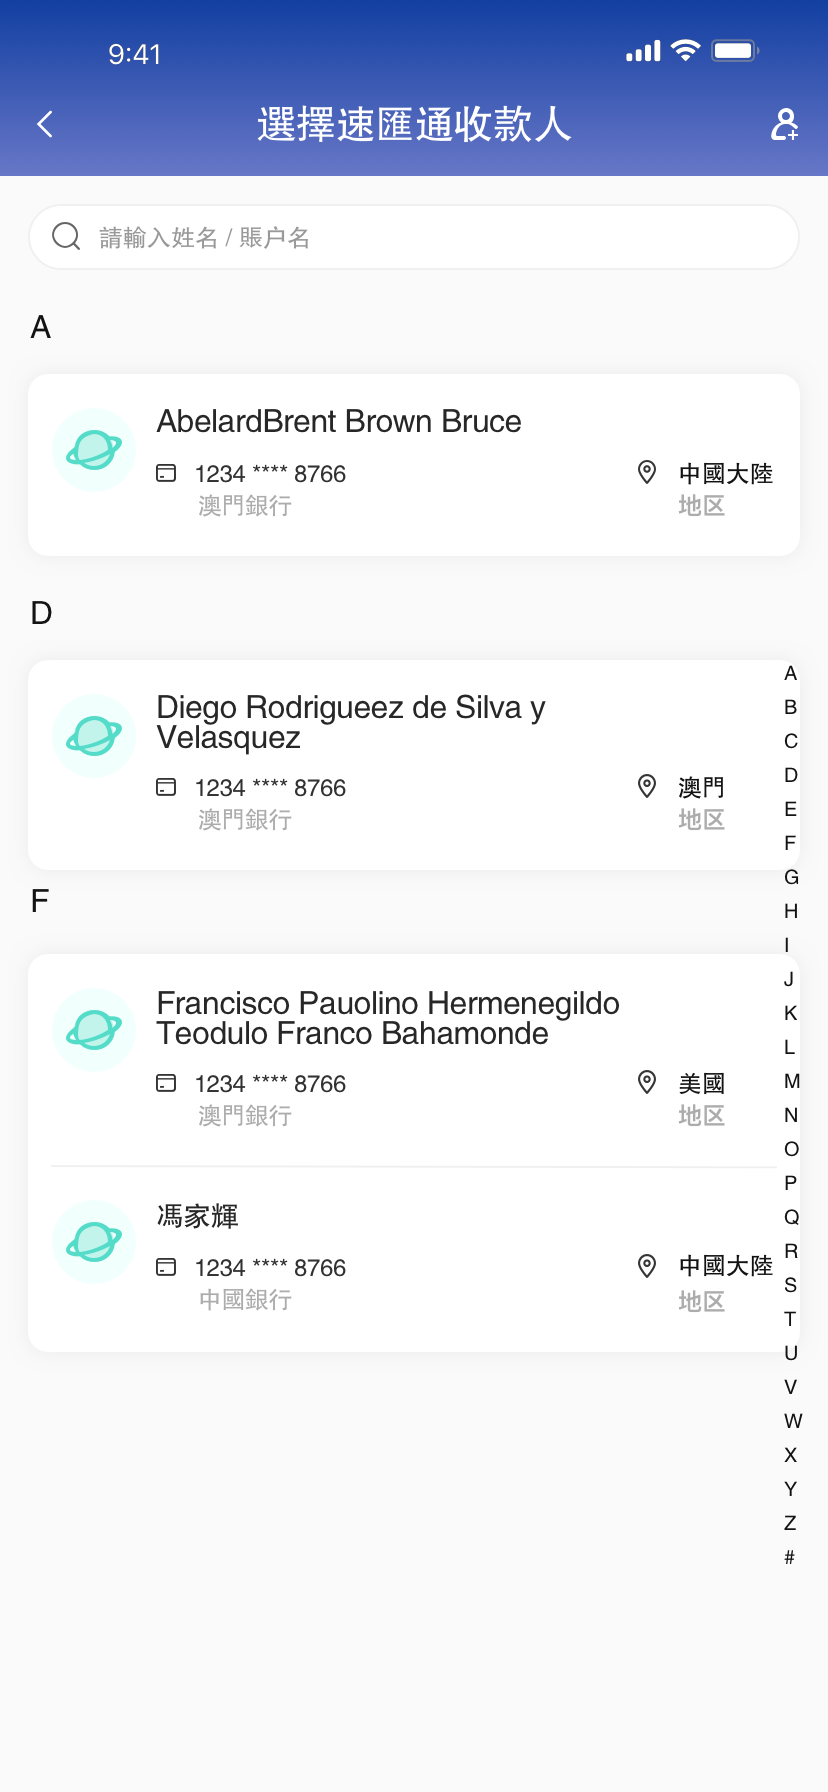 9:41
選擇速匯通收款人
請輸入姓名 / 賬户名
A
AbelardBrent Brown Bruce
1234 **** 8766
中國大陸
澳門銀行
地区
D
Diego Rodrigueez de Silva y
Velasquez
1234 **** 8766
澳門
澳門銀行
地区
F
Francisco Pauolino Hermenegildo
Teodulo Franco Bahamonde
1234 **** 8766
美國
澳門銀行
地区
馮家輝
1234 **** 8766
中國大陸
中國銀行
地区
A
B
C
D
E
F
G
H
I
J
K
L
M
N
O
P
Q
R
S
T
U
V
W
X
Y
Z
#